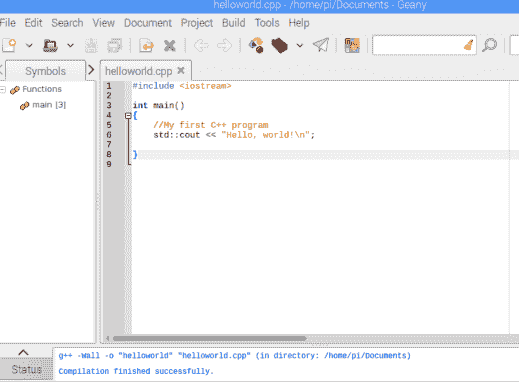 helloworld.cpp - /home/pi/Documents - Geany
File Edit Search View Document Project Build Tools Help
Symbols
helloworld.cpp
Functions
main [3]
1 #include <iostream>
2
3 int main()
4 {
5 //My first C++ program
6 std::cout << "Hello, world!\n";
7
8 }
9
Status
g++ -Wall -o "helloworld" "helloworld.cpp" (in directory: /home/pi/Documents)
Compilation finished successfully.